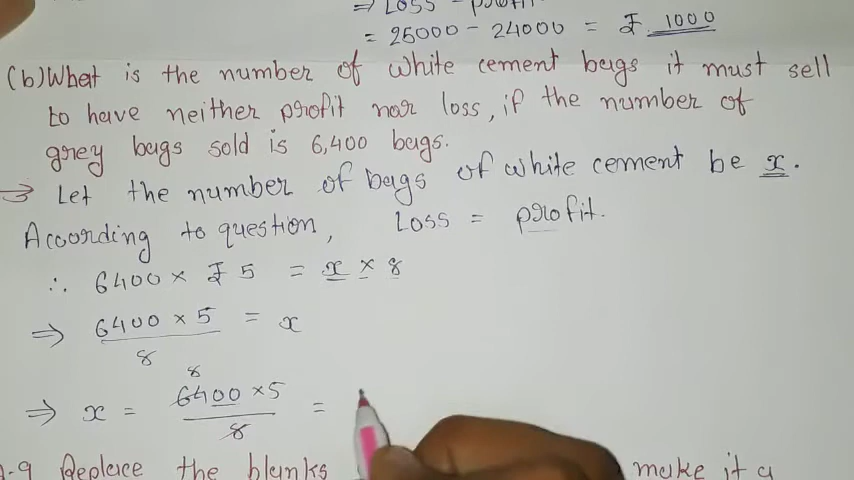 ⇒ Loss - profit
= 25000 - 24000 = ₹ 1000
(b) What is the number of white cement bags it must sell
to have neither profit nor loss, if the number of
grey bags sold is 6,400 bags.
⇒ Let the number of bags of white cement be x.
According to question, Loss = profit.
∴ 6400 × ₹ 5 = x × 8
⇒ 6400 × 5 / 8 = x
8
⇒ x = 6400 × 5 / 8 =
9 Replace the blanks make it a